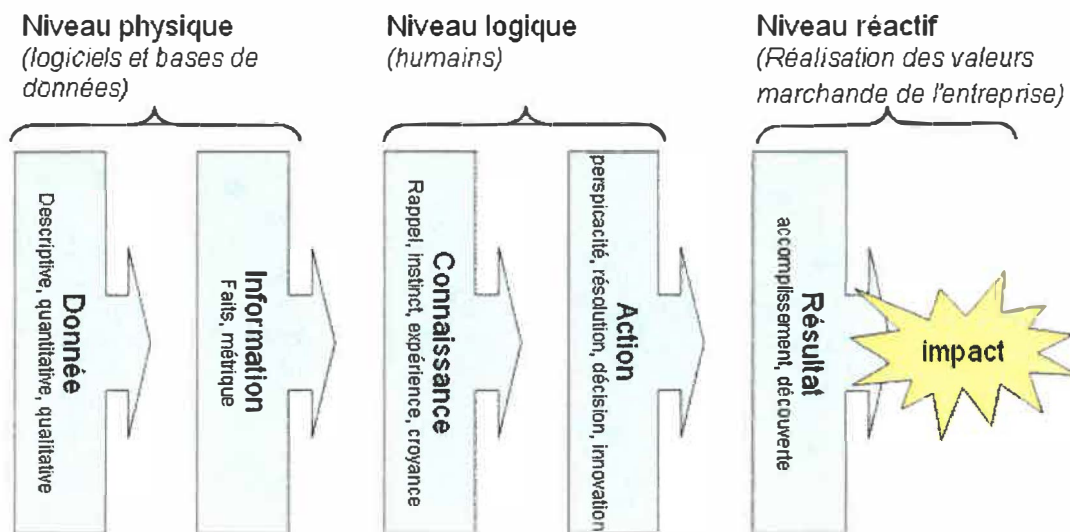 Niveau physique
(logiciels et bases de
données)
Niveau logique
(humains)
Niveau réactif
(Réalisation des valeurs
marchande de l'entreprise)
Donnée
Descriptive, quantitative, qualitative
Information
Faits, métrique
Connaissance
Rappel, instinct, expérience, croyance
Action
perspicacité, résolution, décision, innovation
Résultat
accomplissement, découverte
impact